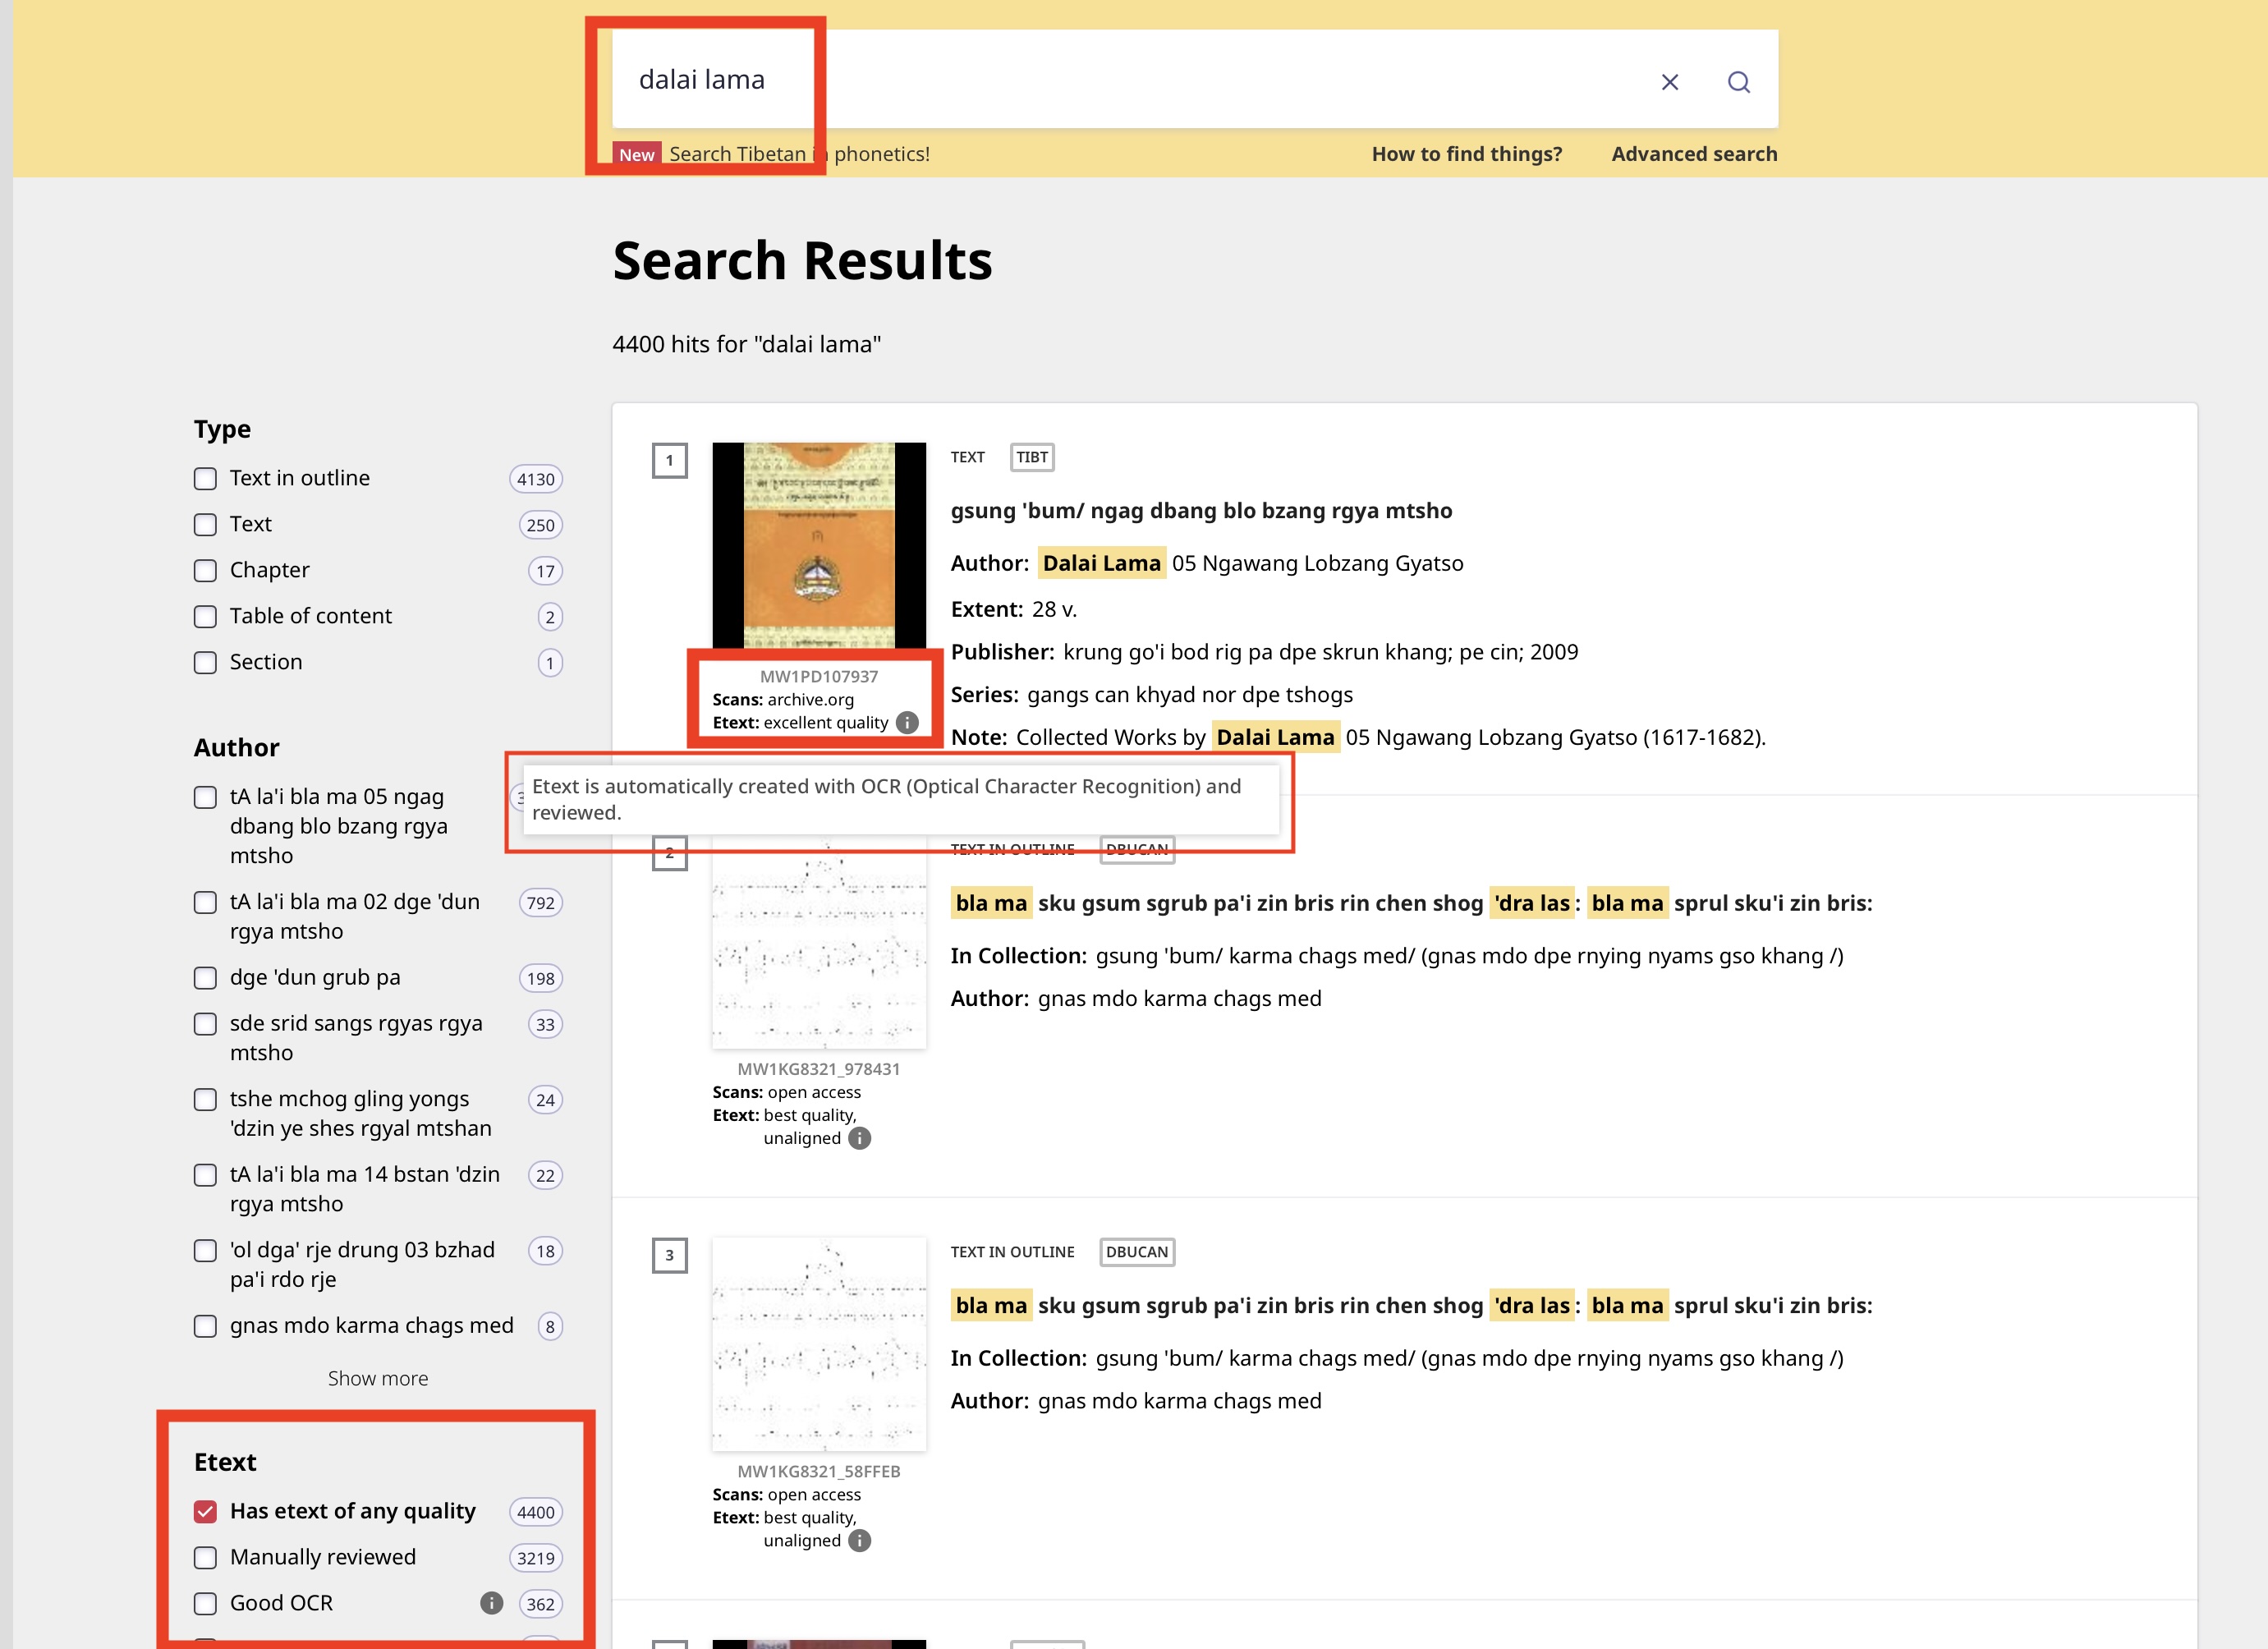 dalai lama
New Search Tibetan in phonetics!
How to find things?
Advanced search
Search Results
4400 hits for "dalai lama"
Type
Text in outline 4130
Text 250
Chapter 17
Table of content 2
Section 1
Author
tA la'i bla ma 05 ngag
dbang blo bzang rgya
mtsho
tA la'i bla ma 02 dge 'dun 792
rgya mtsho
dge 'dun grub pa 198
sde srid sangs rgyas rgya 33
mtsho
tshe mchog gling yongs 24
'dzin ye shes rgyal mtshan
tA la'i bla ma 14 bstan 'dzin 22
rgya mtsho
'ol dga' rje drung 03 bzhad 18
pa'i rdo rje
gnas mdo karma chags med 8
Show more
Etext
Has etext of any quality 4400
Manually reviewed 3219
Good OCR 362
1
TEXT TIBT
gsung 'bum/ ngag dbang blo bzang rgya mtsho
Author: Dalai Lama 05 Ngawang Lobzang Gyatso
Extent: 28 v.
Publisher: krung go'i bod rig pa dpe skrun khang; pe cin; 2009
Series: gangs can khyad nor dpe tshogs
Note: Collected Works by Dalai Lama 05 Ngawang Lobzang Gyatso (1617-1682).
MW1PD107937
Scans: archive.org
Etext: excellent quality
Etext is automatically created with OCR (Optical Character Recognition) and
reviewed.
2
TEXT IN OUTLINE DBUCAN
bla ma sku gsum sgrub pa'i zin bris rin chen shog 'dra las: bla ma sprul sku'i zin bris:
In Collection: gsung 'bum/ karma chags med/ (gnas mdo dpe rnying nyams gso khang /)
Author: gnas mdo karma chags med
MW1KG8321_978431
Scans: open access
Etext: best quality,
unaligned
3
TEXT IN OUTLINE DBUCAN
bla ma sku gsum sgrub pa'i zin bris rin chen shog 'dra las: bla ma sprul sku'i zin bris:
In Collection: gsung 'bum/ karma chags med/ (gnas mdo dpe rnying nyams gso khang /)
Author: gnas mdo karma chags med
MW1KG8321_58FFEB
Scans: open access
Etext: best quality,
unaligned